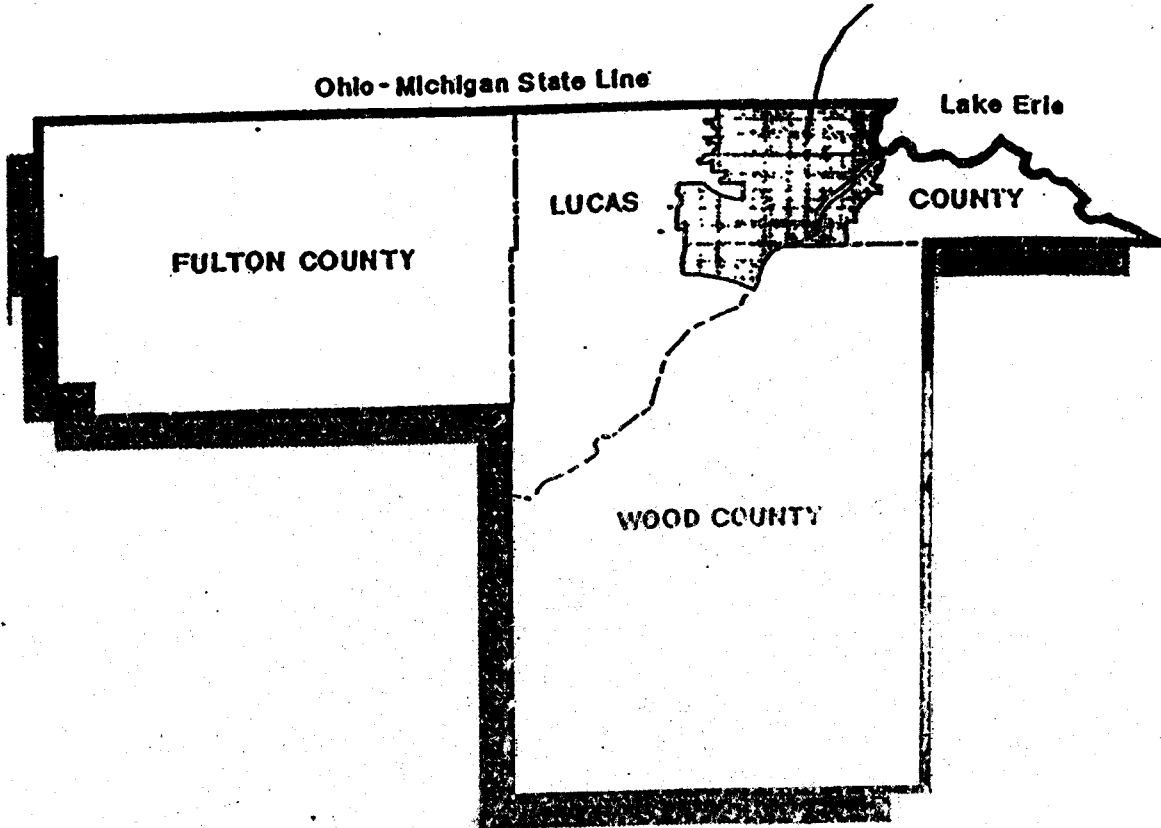 Ohio-Michigan State Line
Lake Erie
LUCAS
COUNTY
FULTON COUNTY
WOOD COUNTY